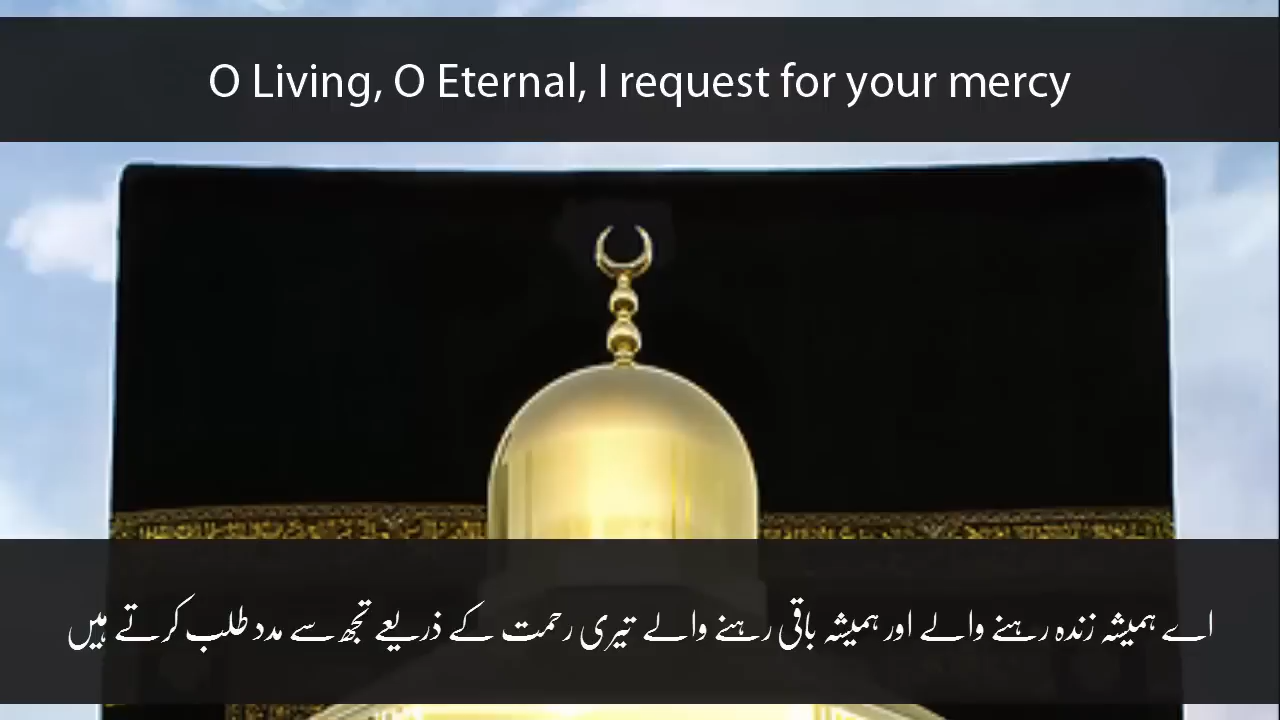 O Living, O Eternal, I request for your mercy
اے ہمیشہ زندہ رہنے والے اور ہمیشہ باقی رہنے والے تیری رحمت کے ذریعے تجھ سے مدد طلب کرتے ہیں